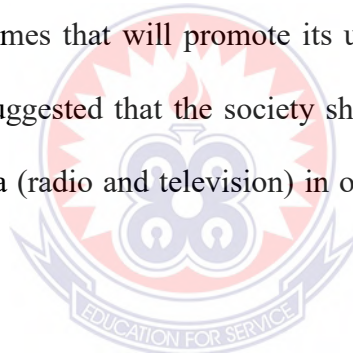 mes that will promote its u
uggested that the society sh
a (radio and television) in o
EDUCATION FOR SERVICE